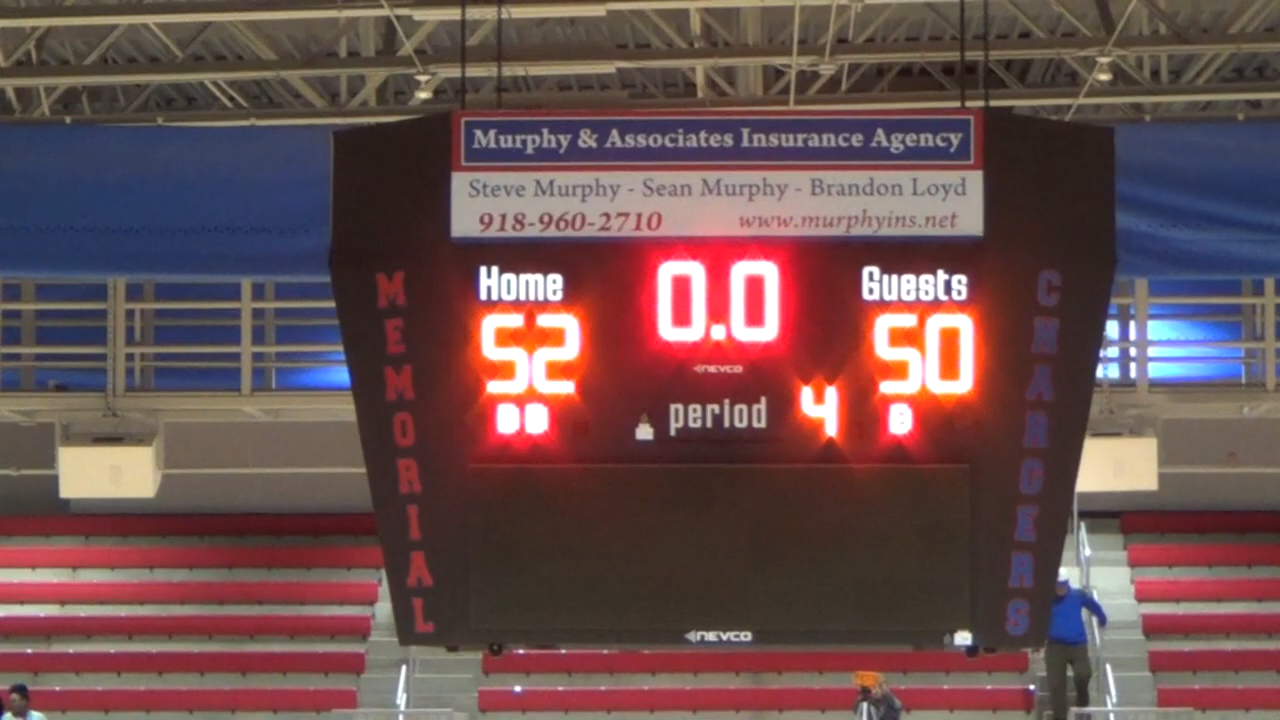 Murphy & Associates Insurance Agency
Steve Murphy - Sean Murphy - Brandon Loyd
918-960-2710 www.murphyins.net
Home 0.0 Guests
52 50
NEVCO
period 4
MEMORIAL
CHARGERS
NEVCO